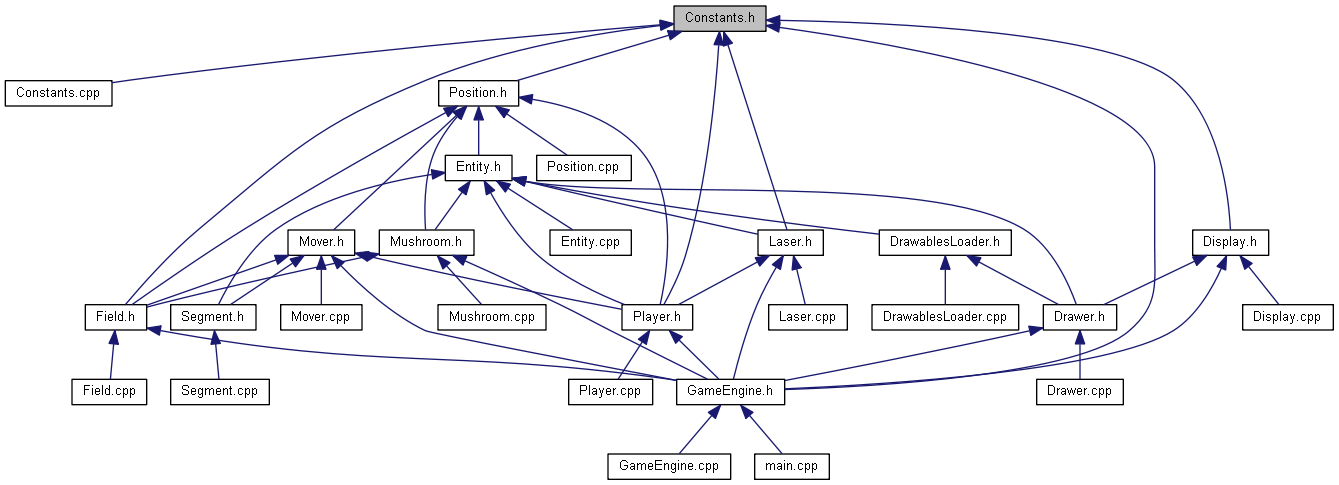 Constants.h
Constants.cpp
Position.h
Entity.h
Position.cpp
Mover.h
Mushroom.h
Entity.cpp
Laser.h
DrawablesLoader.h
Display.h
Field.h
Segment.h
Mover.cpp
Mushroom.cpp
Player.h
Laser.cpp
DrawablesLoader.cpp
Drawer.h
Display.cpp
Field.cpp
Segment.cpp
Player.cpp
GameEngine.h
Drawer.cpp
GameEngine.cpp
main.cpp